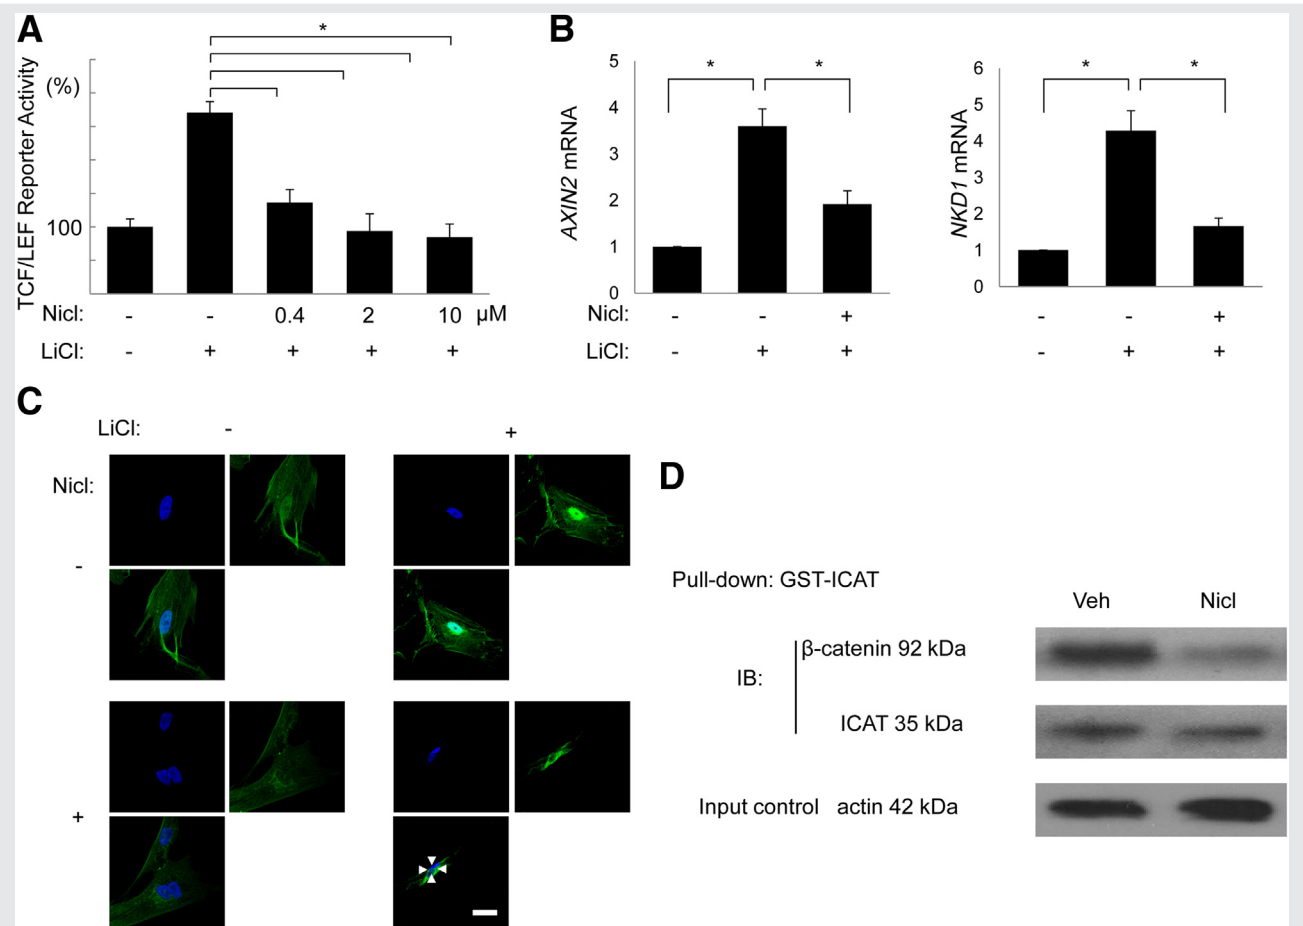 A
TCF/LEF Reporter Activity
(%)
100
*
Nicl: - - 0.4 2 10 µM
LiCl: - + + + +
B
AXIN2 mRNA
5
4
3
2
1
0
* *
Nicl: - - +
LiCl: - + +
NKD1 mRNA
6
5
4
3
2
1
0
* *
- - +
- + +
C
LiCl: - +
Nicl:
-
+
D
Pull-down: GST-ICAT
Veh Nicl
β-catenin 92 kDa
IB:
ICAT 35 kDa
Input control actin 42 kDa